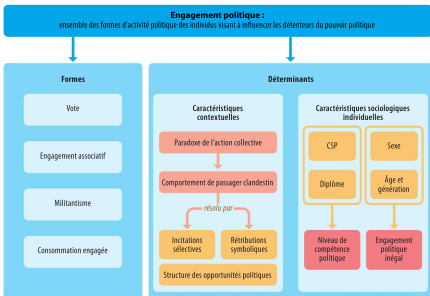 Engagement politique :
ensemble des formes d'activité politique des individus visant à influencer les détenteurs du pouvoir politique
Formes
Vote
Engagement associatif
Militantisme
Consommation engagée
Déterminants
Caractéristiques
contextuelles
Paradoxe de l'action collective
Comportement de passager clandestin
résolu par
Incitations
sélectives
Rétributions
symboliques
Structure des opportunités politiques
Caractéristiques sociologiques
individuelles
CSP
Diplôme
Sexe
Âge et
génération
Niveau de
compétence
politique
Engagement
politique
inégal